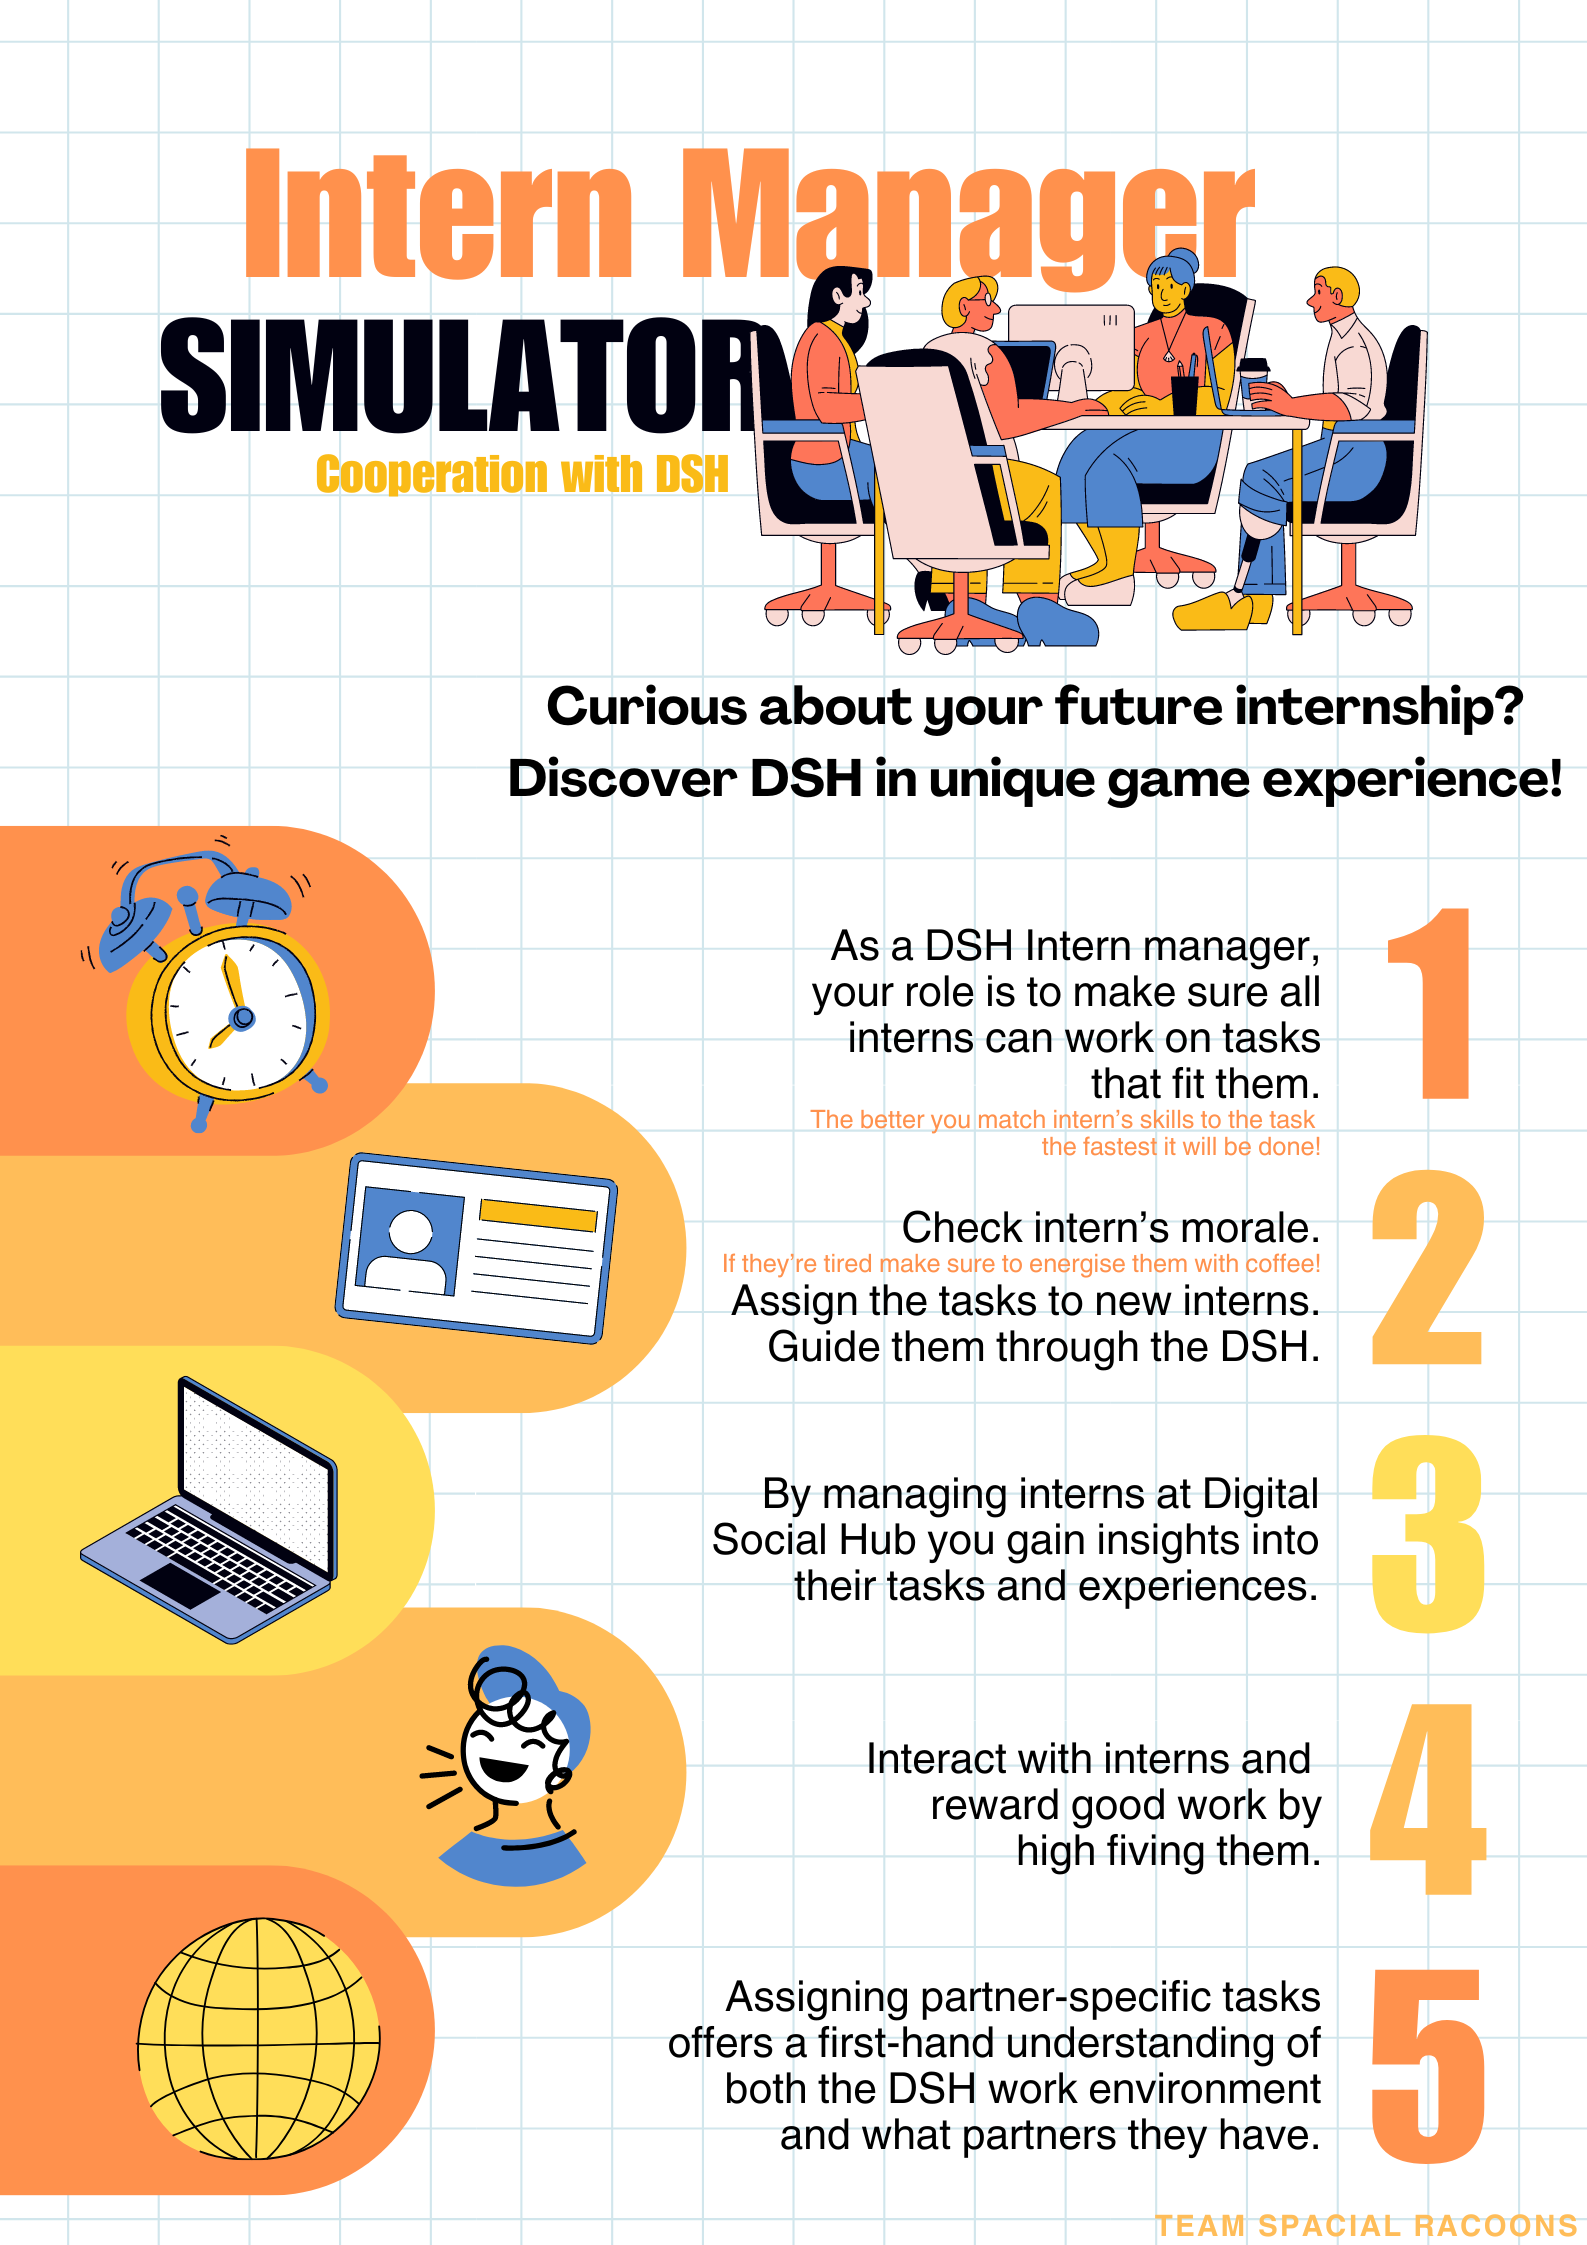 Intern Manager
SIMULATOR
Cooperation with DSH
Curious about your future internship?
Discover DSH in unique game experience!
1
As a DSH Intern manager,
your role is to make sure all
interns can work on tasks
that fit them.
The better you match intern's skills to the task
the fastest it will be done!
2
Check intern's morale.
If they're tired make sure to energise them with coffee!
Assign the tasks to new interns.
Guide them through the DSH.
3
By managing interns at Digital
Social Hub you gain insights into
their tasks and experiences.
4
Interact with interns and
reward good work by
high fiving them.
5
Assigning partner-specific tasks
offers a first-hand understanding of
both the DSH work environment
and what partners they have.
TEAM SPACIAL RACOONS